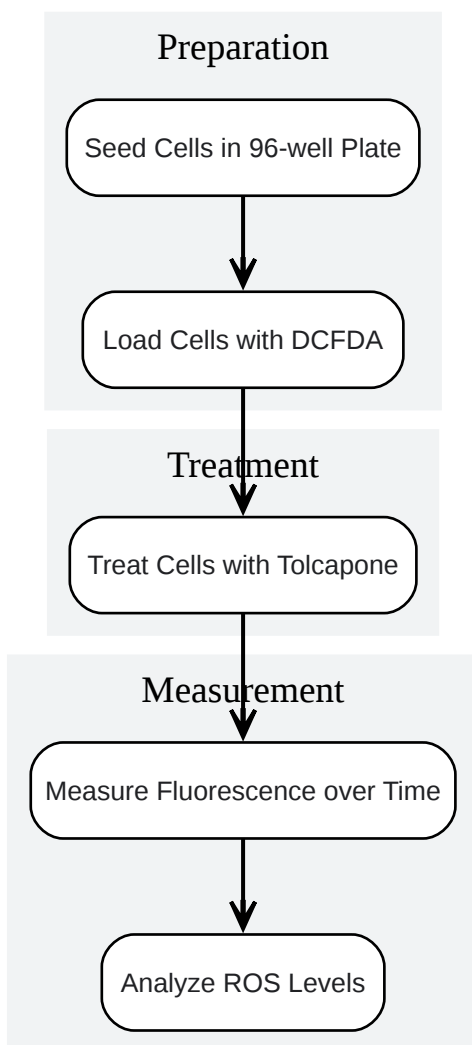 Preparation
Seed Cells in 96-well Plate
Load Cells with DCFDA
Treatment
Treat Cells with Tolcapone
Measurement
Measure Fluorescence over Time
Analyze ROS Levels